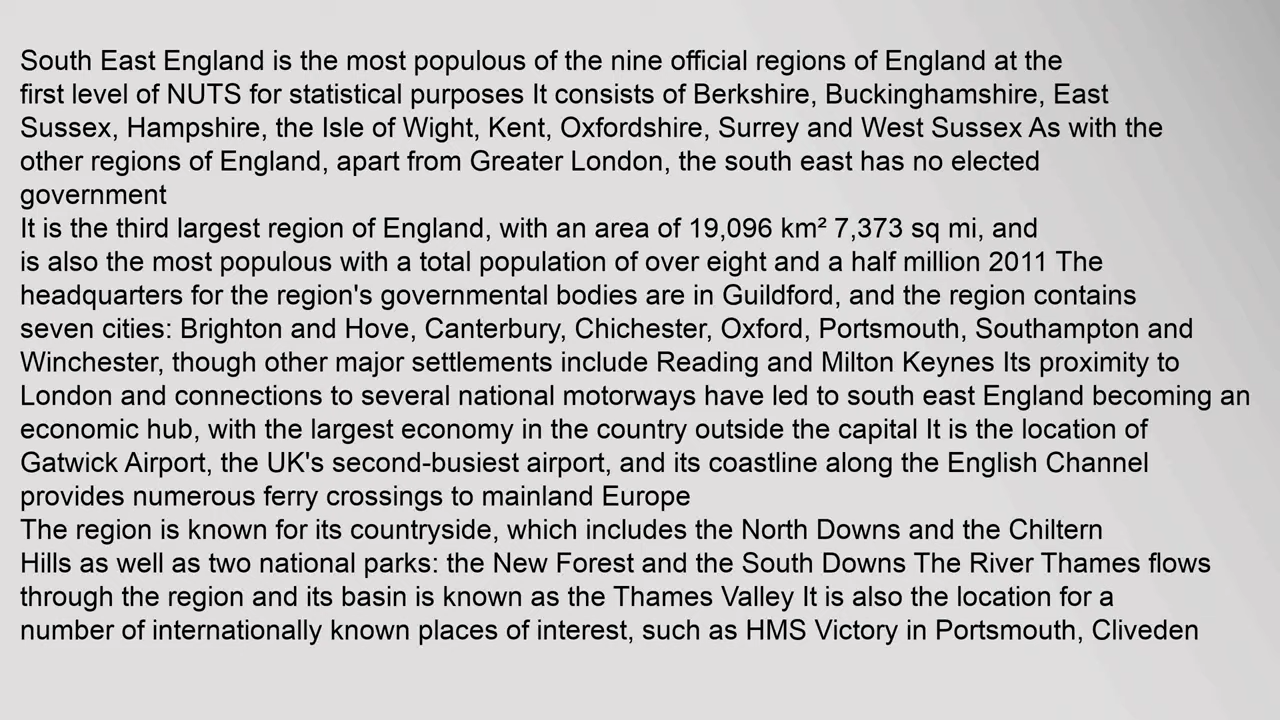 South East England is the most populous of the nine official regions of England at the
first level of NUTS for statistical purposes It consists of Berkshire, Buckinghamshire, East
Sussex, Hampshire, the Isle of Wight, Kent, Oxfordshire, Surrey and West Sussex As with the
other regions of England, apart from Greater London, the south east has no elected
government
It is the third largest region of England, with an area of 19,096 km² 7,373 sq mi, and
is also the most populous with a total population of over eight and a half million 2011 The
headquarters for the region's governmental bodies are in Guildford, and the region contains
seven cities: Brighton and Hove, Canterbury, Chichester, Oxford, Portsmouth, Southampton and
Winchester, though other major settlements include Reading and Milton Keynes Its proximity to
London and connections to several national motorways have led to south east England becoming an
economic hub, with the largest economy in the country outside the capital It is the location of
Gatwick Airport, the UK's second-busiest airport, and its coastline along the English Channel
provides numerous ferry crossings to mainland Europe
The region is known for its countryside, which includes the North Downs and the Chiltern
Hills as well as two national parks: the New Forest and the South Downs The River Thames flows
through the region and its basin is known as the Thames Valley It is also the location for a
number of internationally known places of interest, such as HMS Victory in Portsmouth, Cliveden